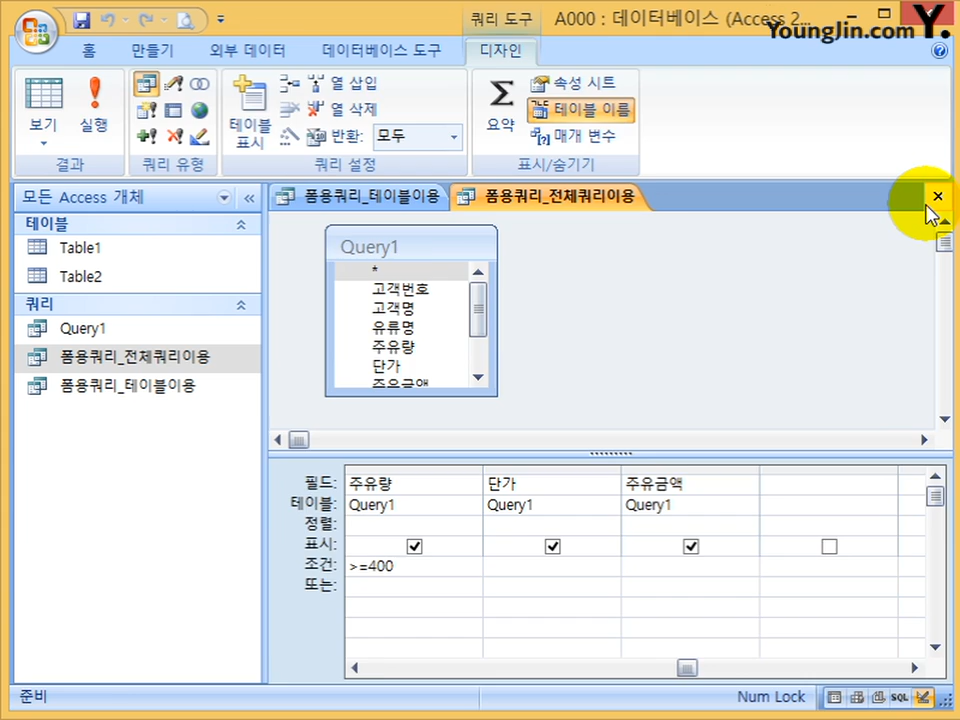 쿼리 도구
A000 : 데이터베이스 (Access 2...
YoungJin.com Y.
홈
만들기
외부 데이터
데이터베이스 도구
디자인
보기
실행
결과
쿼리 유형
테이블
표시
열 삽입
열 삭제
반환: 모두
쿼리 설정
요약
속성 시트
테이블 이름
매개 변수
표시/숨기기
모든 Access 개체
폼용쿼리_테이블이용
폼용쿼리_전체쿼리이용
테이블
Table1
Table2
쿼리
Query1
폼용쿼리_전체쿼리이용
폼용쿼리_테이블이용
Query1
*
고객번호
고객명
유류명
주유량
단가
주유금액
필드: 주유량 단가 주유금액
테이블: Query1 Query1 Query1
정렬:
표시:
조건: >=400
또는:
준비
Num Lock
SQL